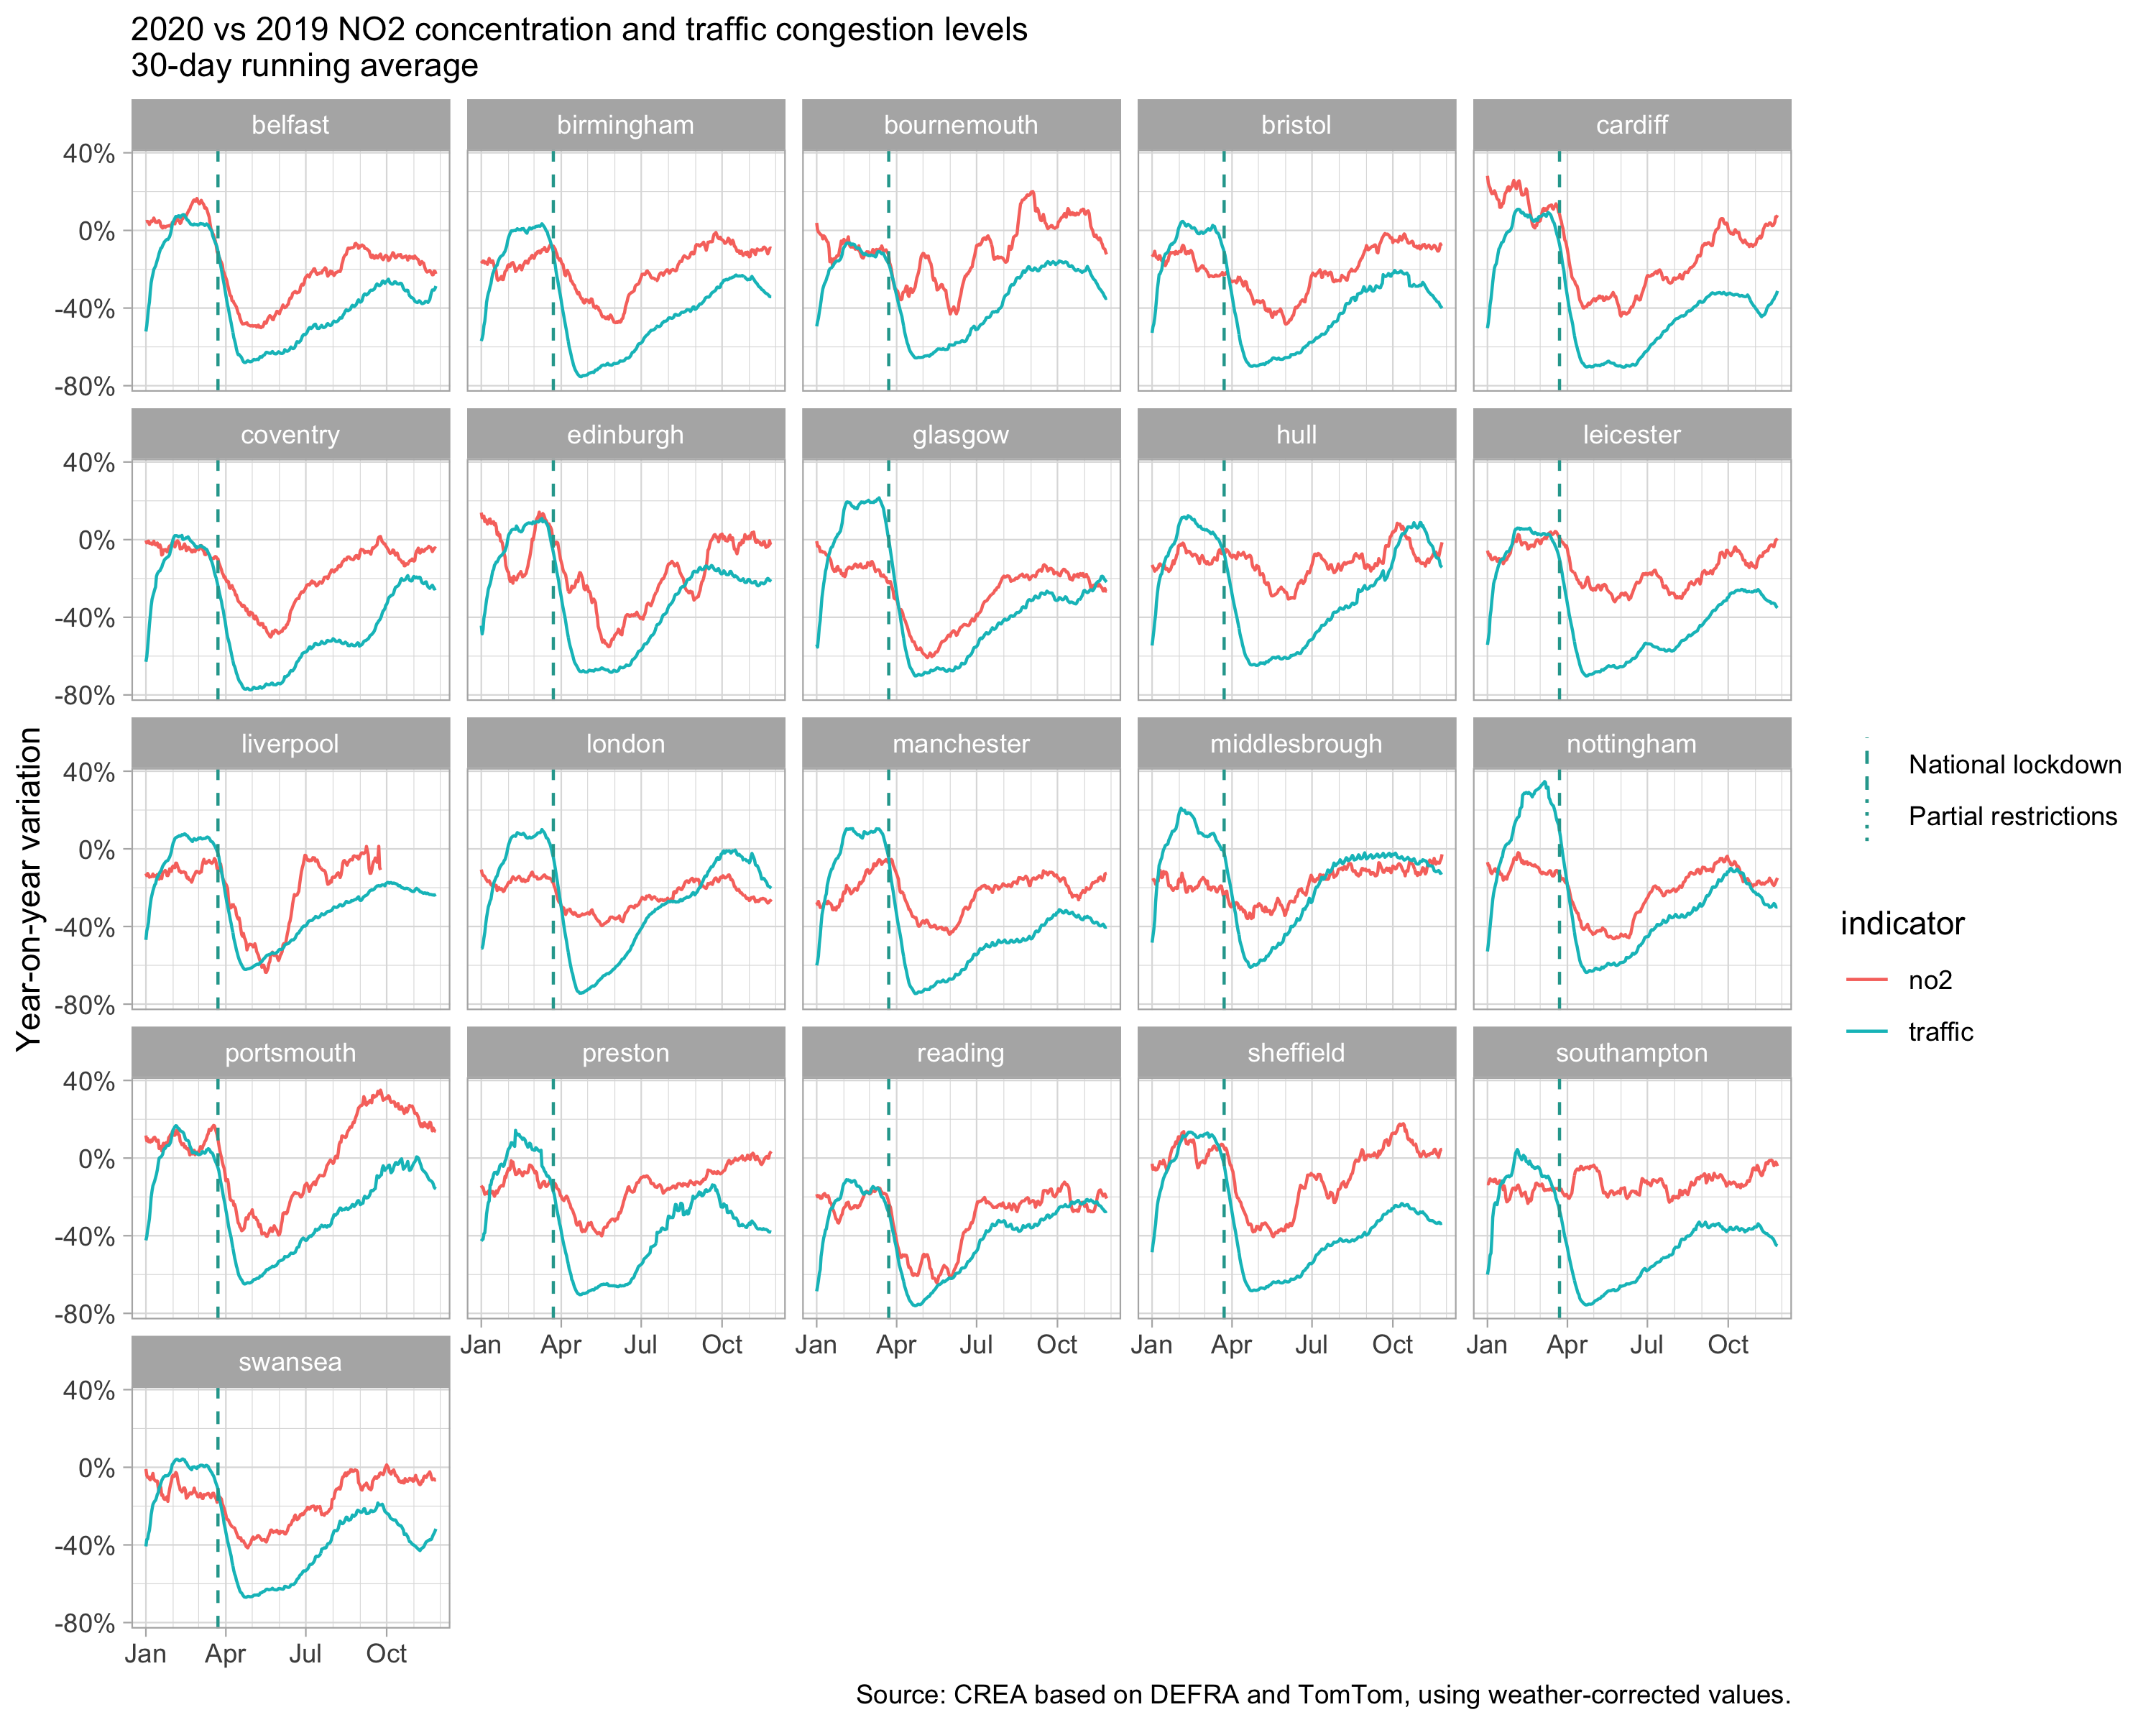 2020 vs 2019 NO2 concentration and traffic congestion levels
30-day running average
belfast birmingham bournemouth bristol cardiff
40%
0%
-40%
-80%
coventry edinburgh glasgow hull leicester
40%
0%
-40%
-80%
liverpool london manchester middlesbrough nottingham
40%
0%
-40%
-80%
portsmouth preston reading sheffield southampton
40%
0%
-40%
-80%
Jan Apr Jul Oct Jan Apr Jul Oct Jan Apr Jul Oct Jan Apr Jul Oct
swansea
40%
0%
-40%
-80%
Jan Apr Jul Oct
Year-on-year variation
National lockdown
Partial restrictions
indicator
no2
traffic
Source: CREA based on DEFRA and TomTom, using weather-corrected values.